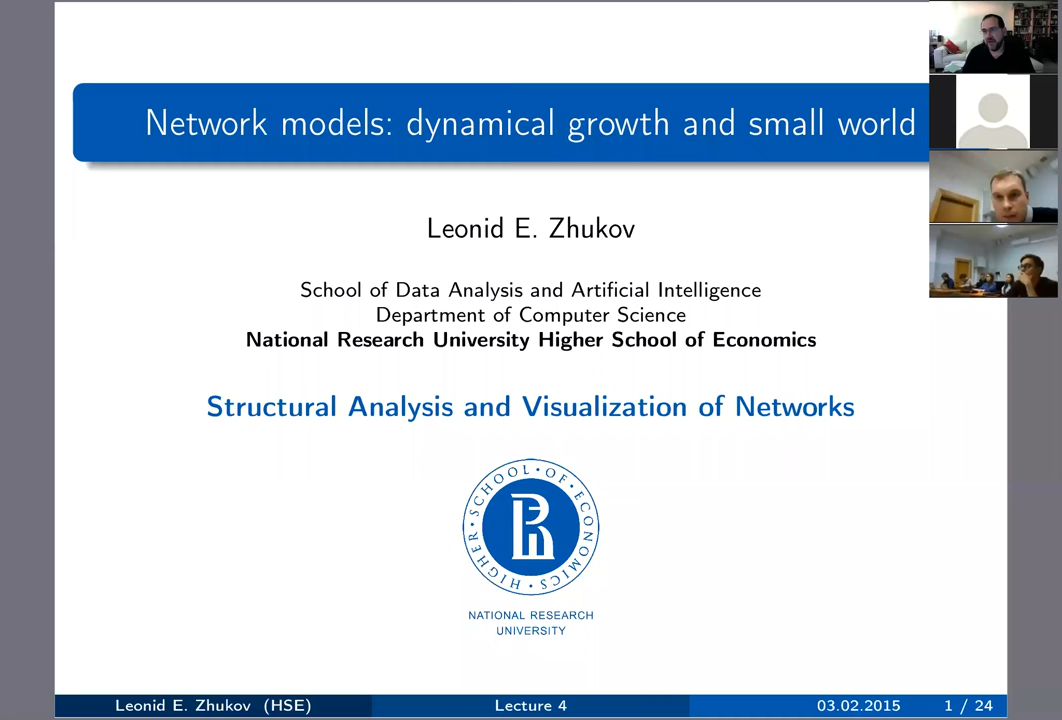 Network models: dynamical growth and small world
Leonid E. Zhukov
School of Data Analysis and Artificial Intelligence
Department of Computer Science
National Research University Higher School of Economics
Structural Analysis and Visualization of Networks
HIGHER • SCHOOL • OF • ECONOMICS •
NATIONAL RESEARCH
UNIVERSITY
Leonid E. Zhukov (HSE) Lecture 4 03.02.2015 1 / 24